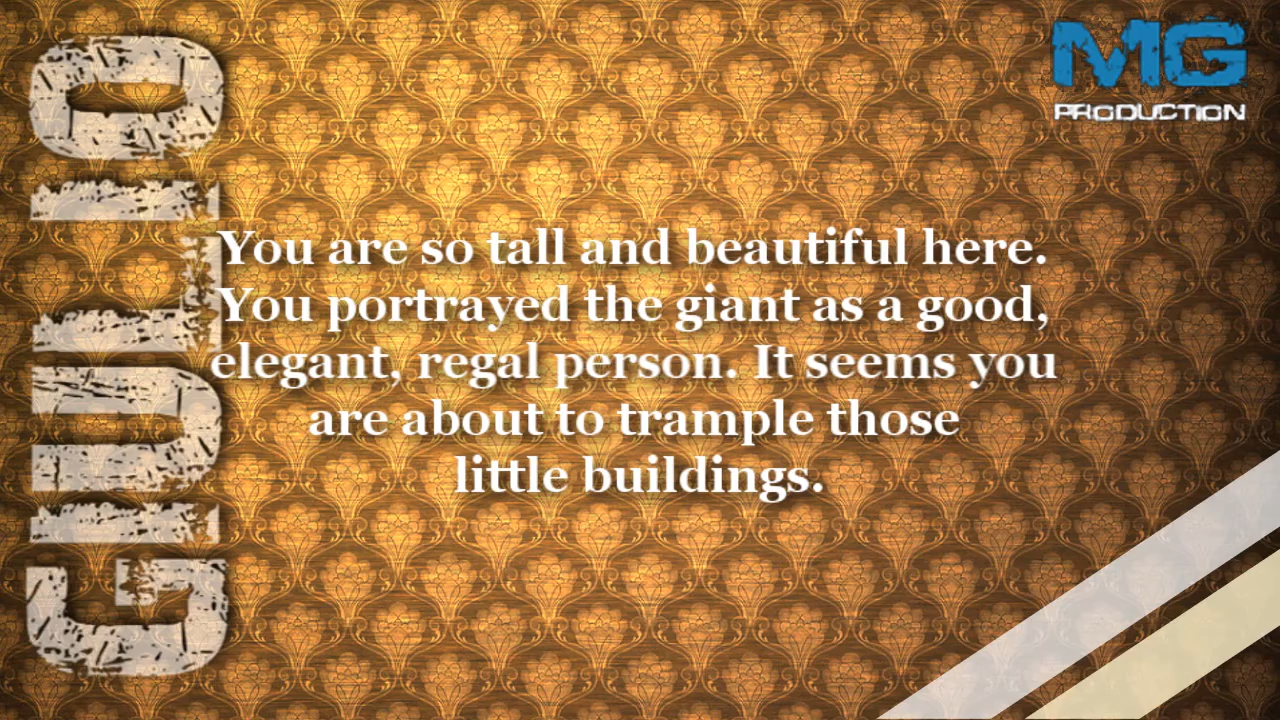 GIULIO
MG
PRODUCTION
You are so tall and beautiful here.
You portrayed the giant as a good,
elegant, regal person. It seems you
are about to trample those
little buildings.